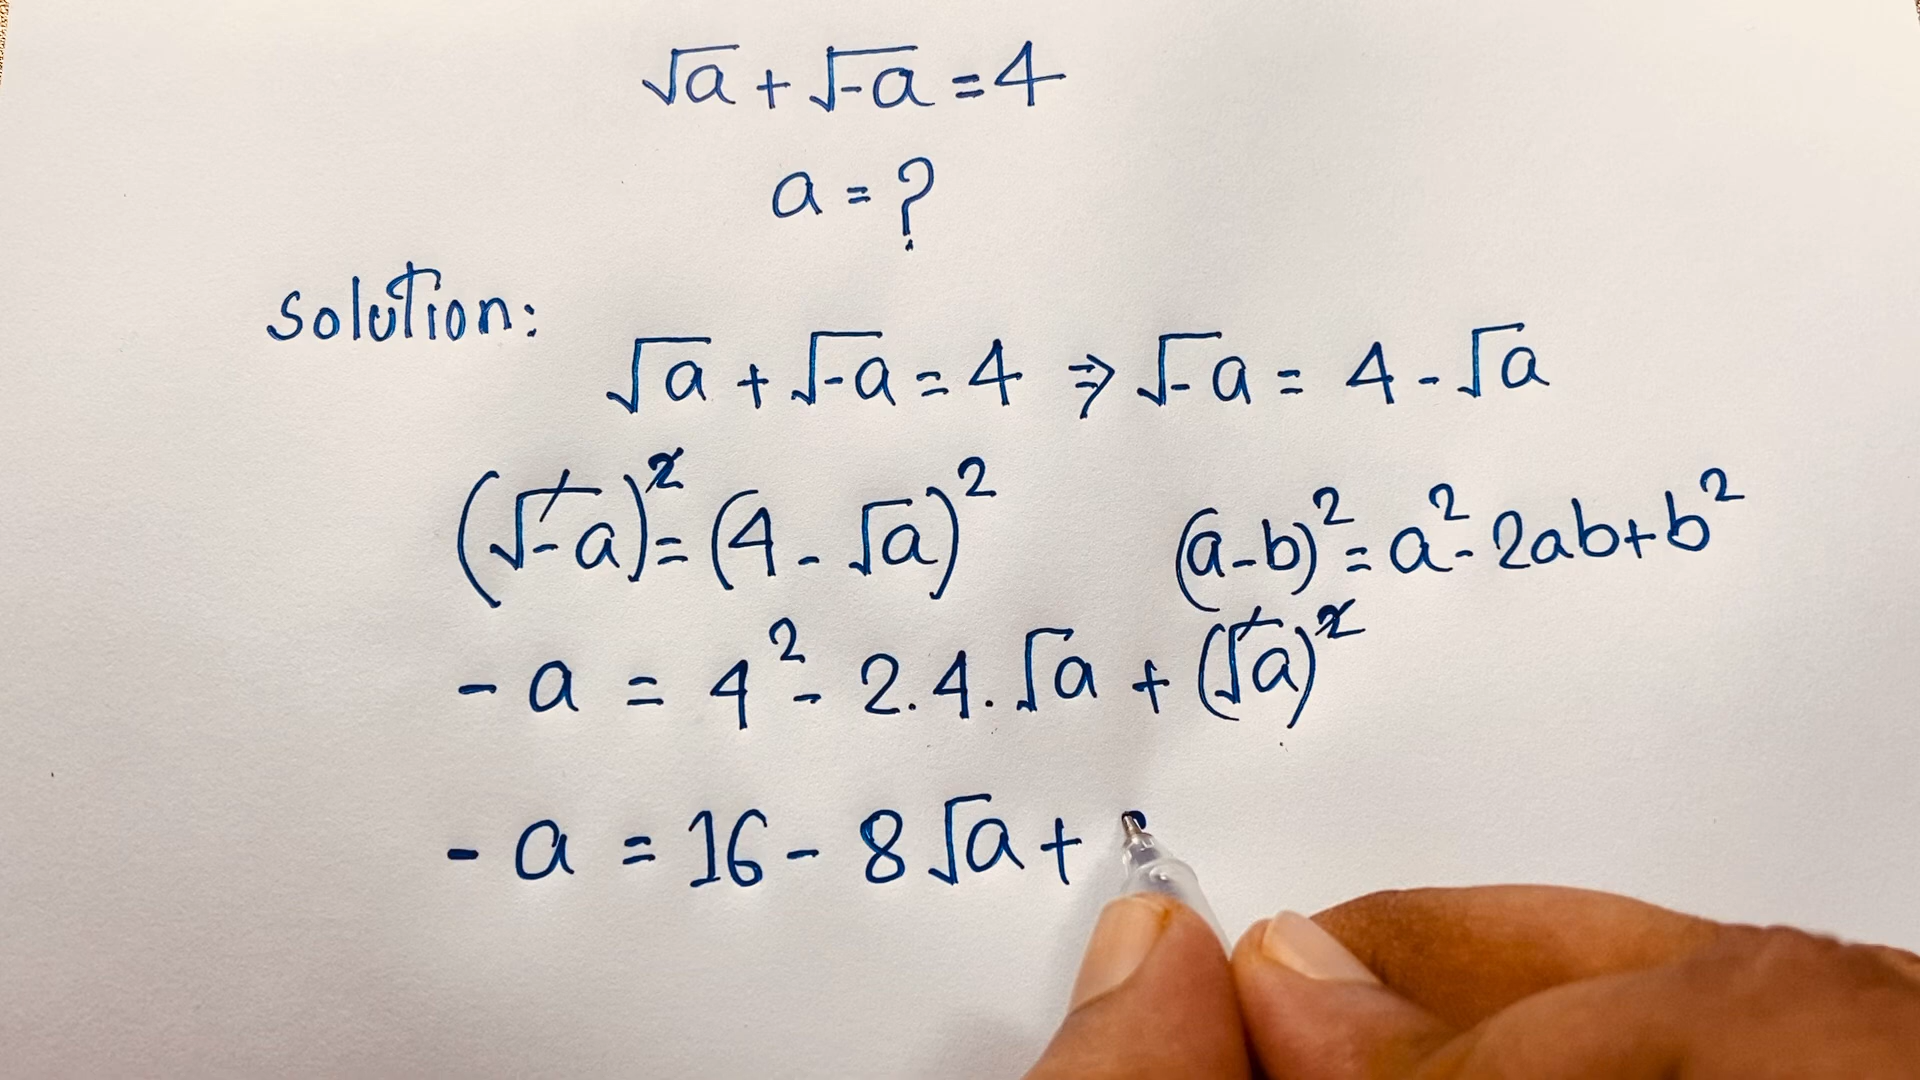 √a + √-a = 4
a = ?
Solution:
√a + √-a = 4 ⇒ √-a = 4 - √a
(√-a)² = (4 - √a)²
(a-b)² = a² - 2ab + b²
- a = 4² - 2.4.√a + (√a)²
- a = 16 - 8√a +